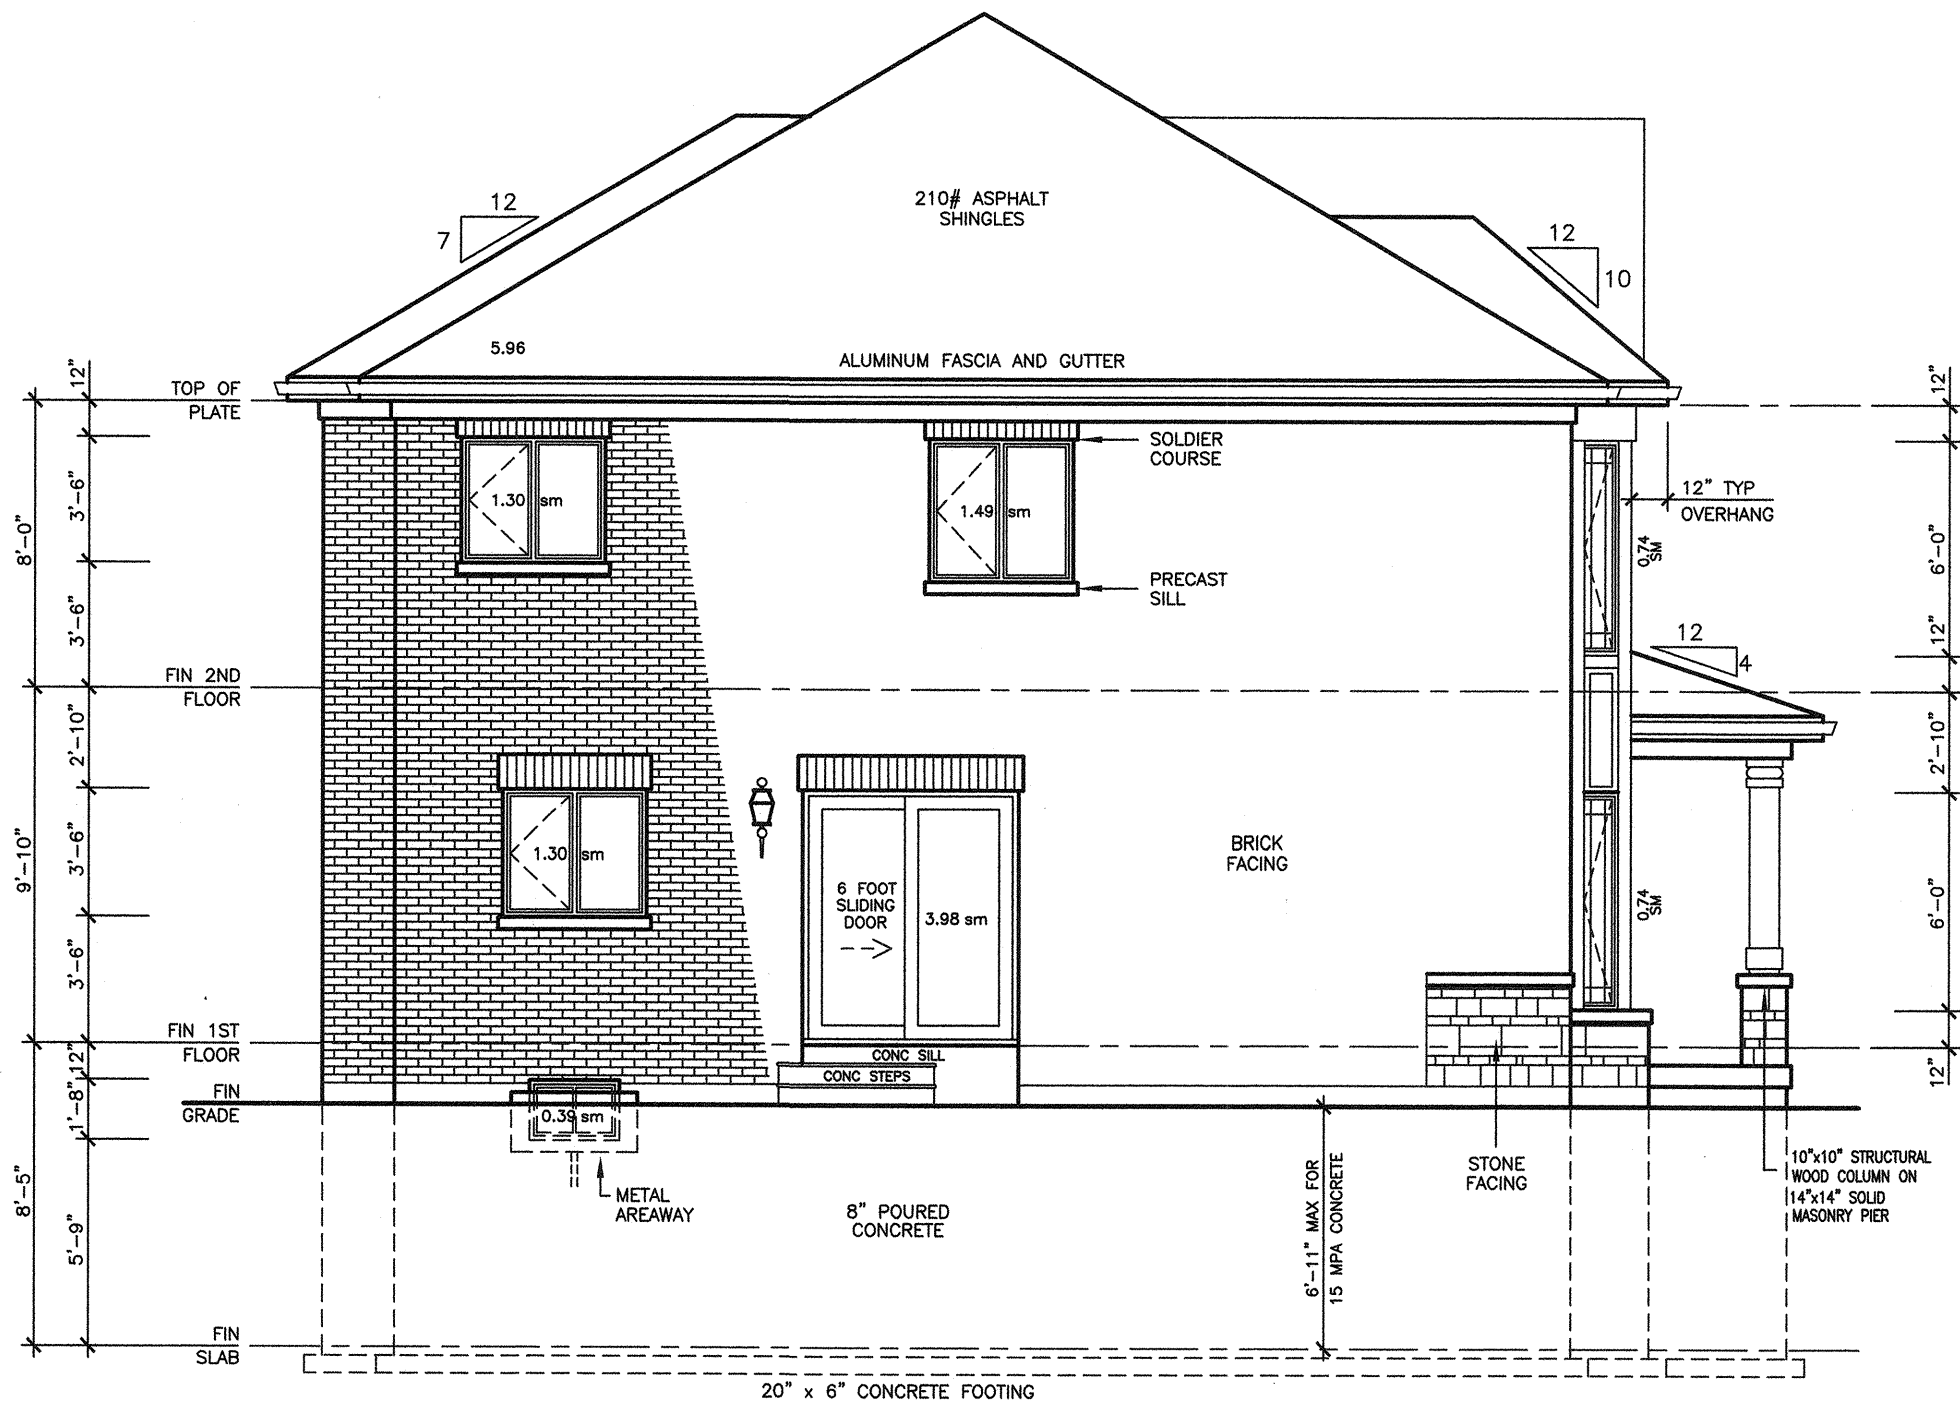 210# ASPHALT
SHINGLES
12
7
12
10
5.96
ALUMINUM FASCIA AND GUTTER
TOP OF
PLATE
12"
12"
SOLDIER
COURSE
1.30 sm
1.49 sm
3'-6"
8'-0"
12" TYP
OVERHANG
0.74
SM
6'-0"
PRECAST
SILL
3'-6"
12
4
12"
FIN 2ND
FLOOR
2'-10"
2'-10"
9'-10"
3'-6"
1.30 sm
BRICK
FACING
6 FOOT
SLIDING
DOOR
3.98 sm
0.74
SM
6'-0"
3'-6"
FIN 1ST
FLOOR
12"
CONC SILL
CONC STEPS
12"
FIN
GRADE
1'-8"
0.39 sm
8'-5"
METAL
AREAWAY
8" POURED
CONCRETE
6'-11" MAX FOR
15 MPA CONCRETE
STONE
FACING
10"x10" STRUCTURAL
WOOD COLUMN ON
14"x14" SOLID
MASONRY PIER
5'-9"
FIN
SLAB
20" x 6" CONCRETE FOOTING